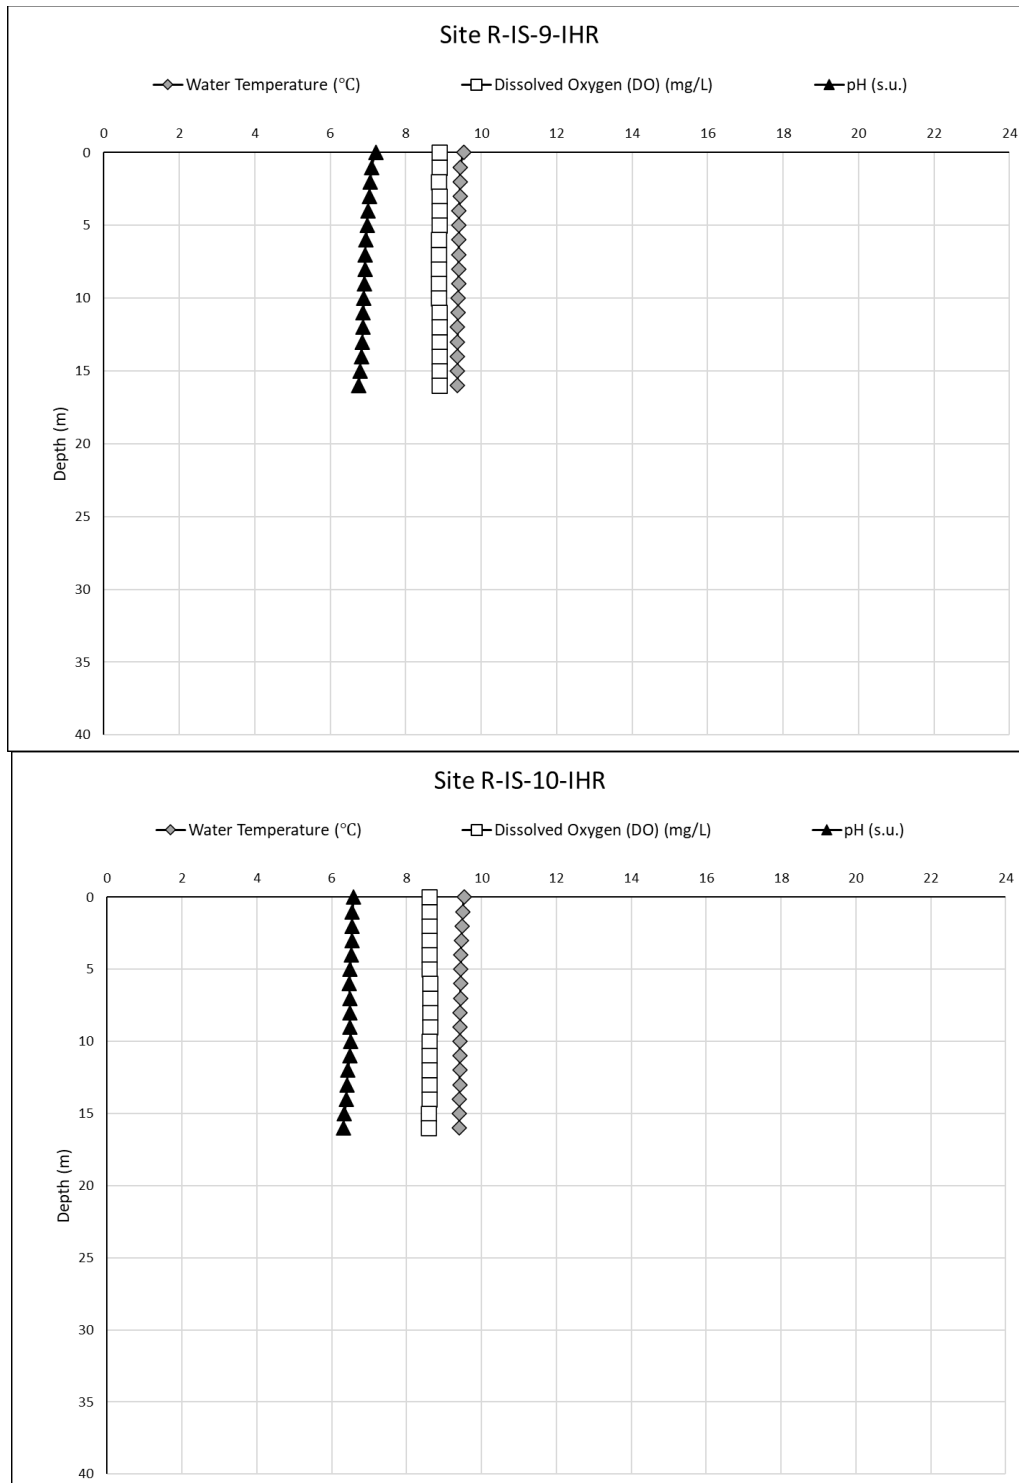 Site R-IS-9-IHR
Water Temperature (°C) Dissolved Oxygen (DO) (mg/L) pH (s.u.)
0 2 4 6 8 10 12 14 16 18 20 22 24
0
5
10
15
20
25
30
35
40
Depth (m)
Site R-IS-10-IHR
Water Temperature (°C) Dissolved Oxygen (DO) (mg/L) pH (s.u.)
0 2 4 6 8 10 12 14 16 18 20 22 24
0
5
10
15
20
25
30
35
40
Depth (m)